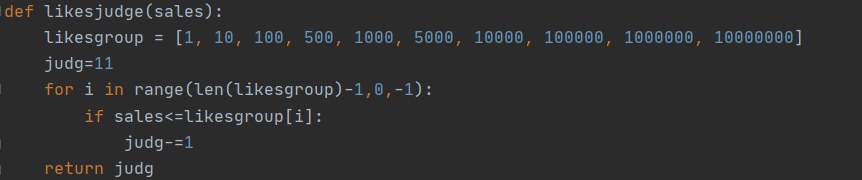 def likesjudge(sales):
    likesgroup = [1, 10, 100, 500, 1000, 5000, 10000, 100000, 1000000, 10000000]
    judg=11
    for i in range(len(likesgroup)-1,0,-1):
        if sales<=likesgroup[i]:
            judg-=1
    return judg